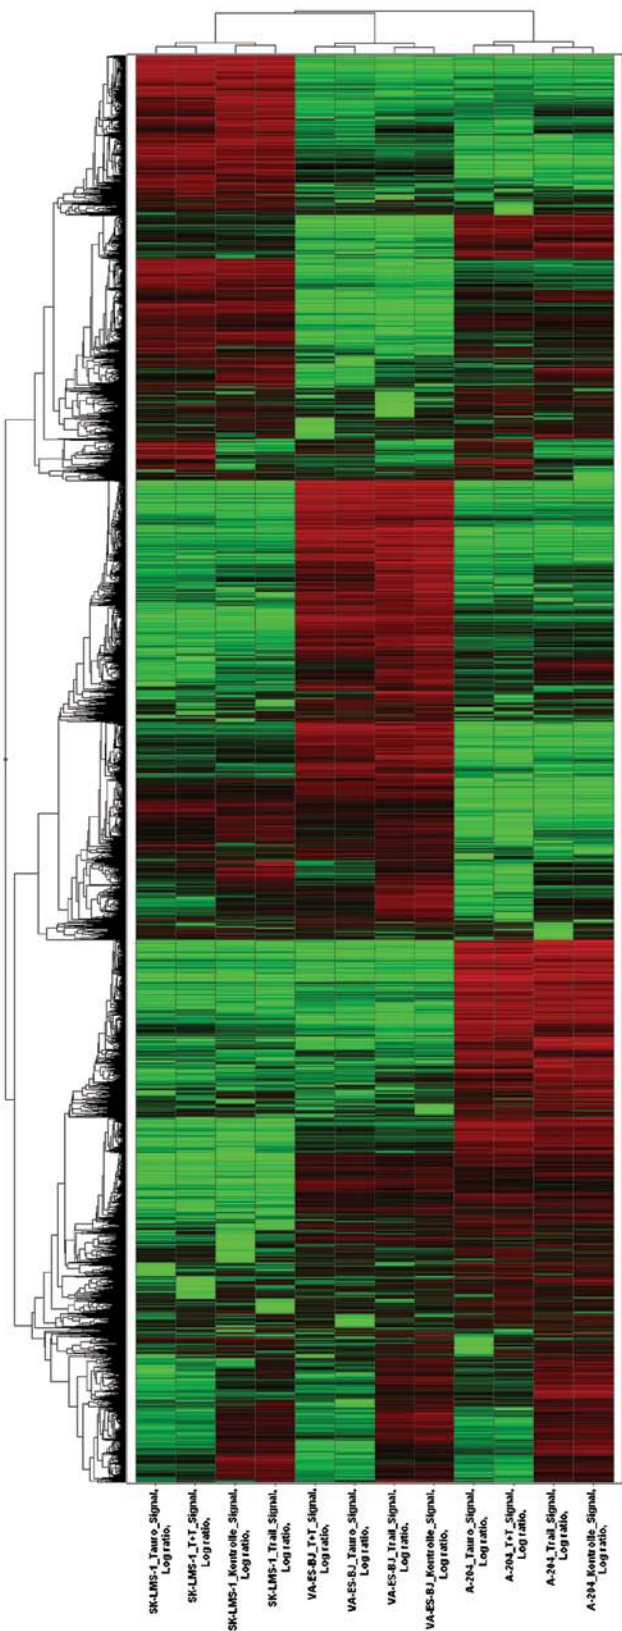 SK-LMS-1_Tauro_Signal,
Log ratio,
SK-LMS-1_T+T_Signal,
Log ratio,
SK-LMS-1_Kontrolle_Signal,
Log ratio,
SK-LMS-1_Trail_Signal,
Log ratio,
VA-ES-BJ_T+T_Signal,
Log ratio,
VA-ES-BJ_Tauro_Signal,
Log ratio,
VA-ES-BJ_Trail_Signal,
Log ratio,
VA-ES-BJ_Kontrolle_Signal,
Log ratio,
A-204_Tauro_Signal,
Log ratio,
A-204_T+T_Signal,
Log ratio,
A-204_Trail_Signal,
Log ratio,
A-204_Kontrolle_Signal,
Log ratio,